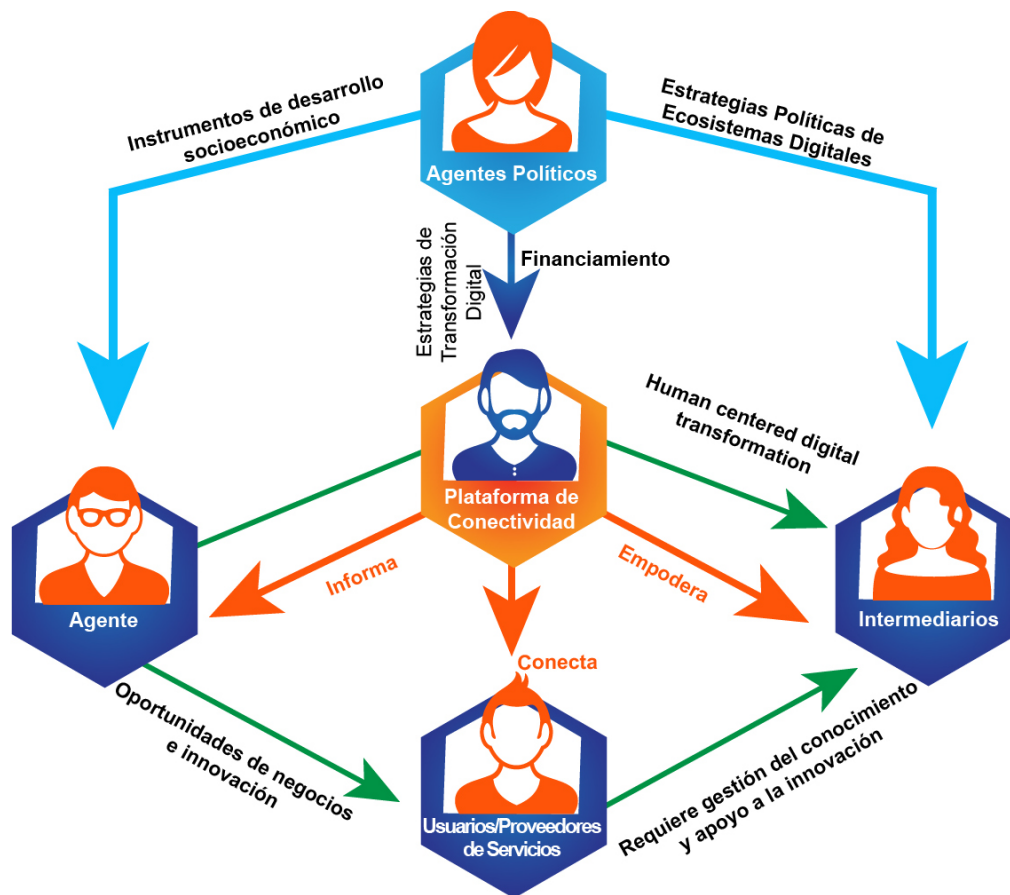 Instrumentos de desarrollo
socioeconómico
Estrategias Políticas de
Ecosistemas Digitales
Agentes Políticos
Estrategias de
Transformación
Digital
Financiamiento
Human centered digital
transformation
Plataforma de
Conectividad
Informa
Empodera
Agente
Intermediarios
Conecta
Oportunidades de negocios
e innovación
Usuarios/Proveedores
de Servicios
Requiere gestión del conocimiento
y apoyo a la innovación